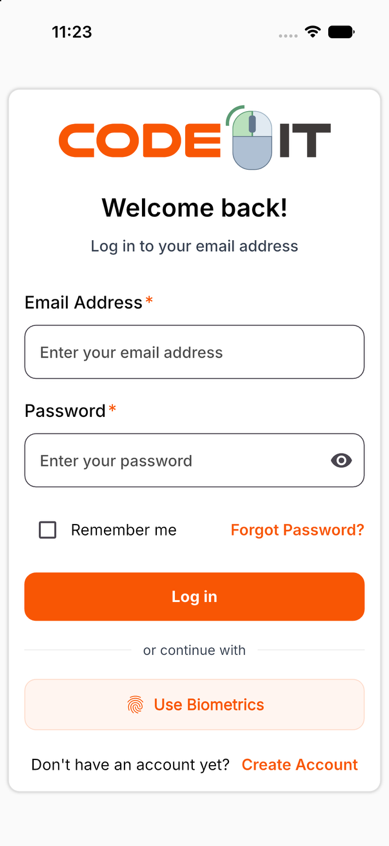 11:23
CODE IT
Welcome back!
Log in to your email address
Email Address*
Enter your email address
Password*
Enter your password
Remember me Forgot Password?
Log in
or continue with
Use Biometrics
Don't have an account yet? Create Account